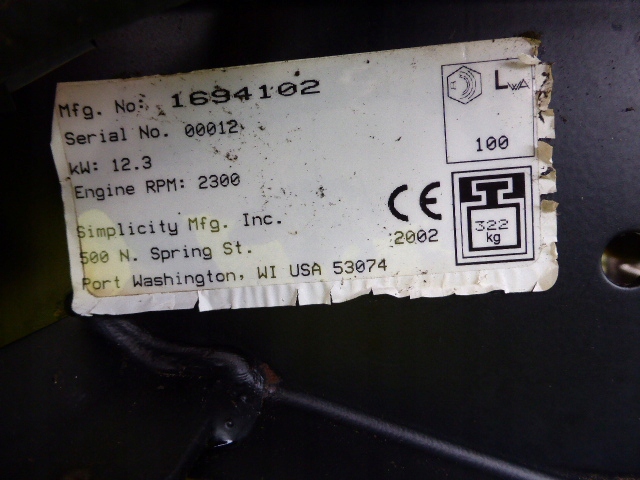 Mfg. No: 1694102
Serial No. 00012
kW: 12.3
Engine RPM: 2300
Simplicity Mfg. Inc.
500 N. Spring St.
Port Washington, WI USA 53074
CE
2002
LWA
100
322
kg